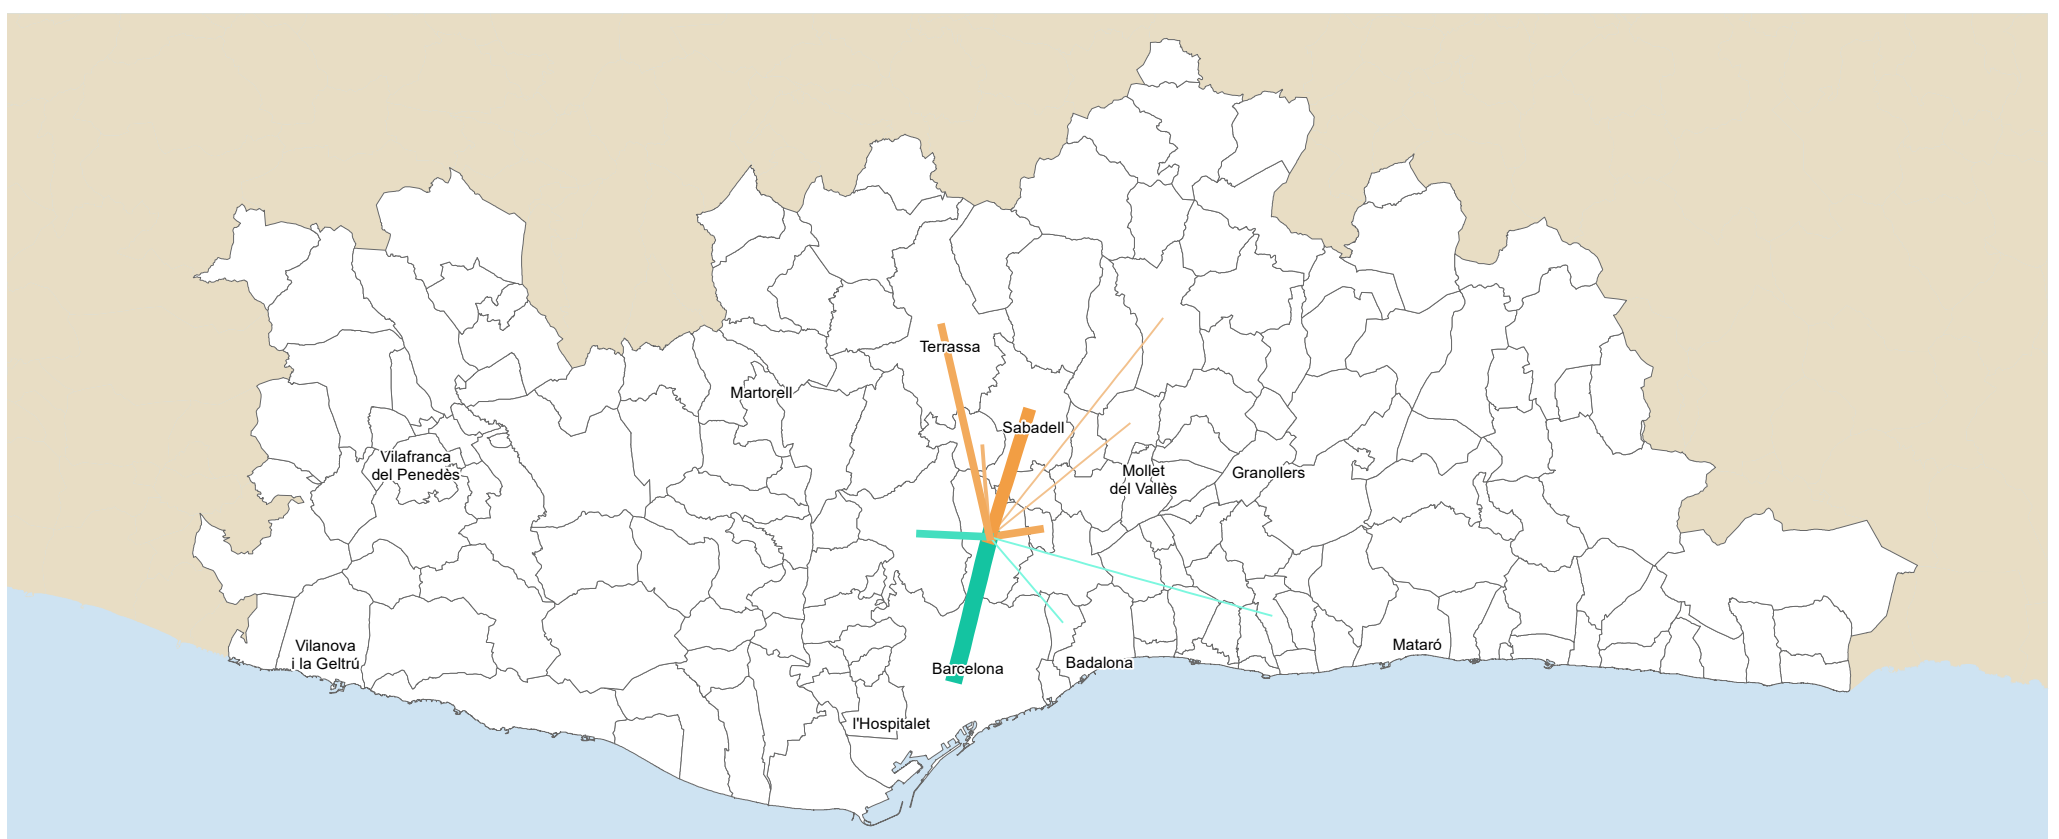 Terrassa
Martorell
Sabadell
Vilafranca
del Penedès
Mollet
del Vallès
Granollers
Vilanova
i la Geltrú
Barcelona
Badalona
Mataró
l'Hospitalet